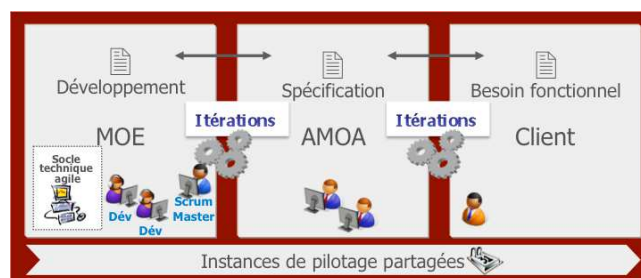 Développement
Spécification
Besoin fonctionnel
Itérations
Itérations
MOE
AMOA
Client
Socle
technique
agile
Scrum
Master
Dév
Dév
Instances de pilotage partagées